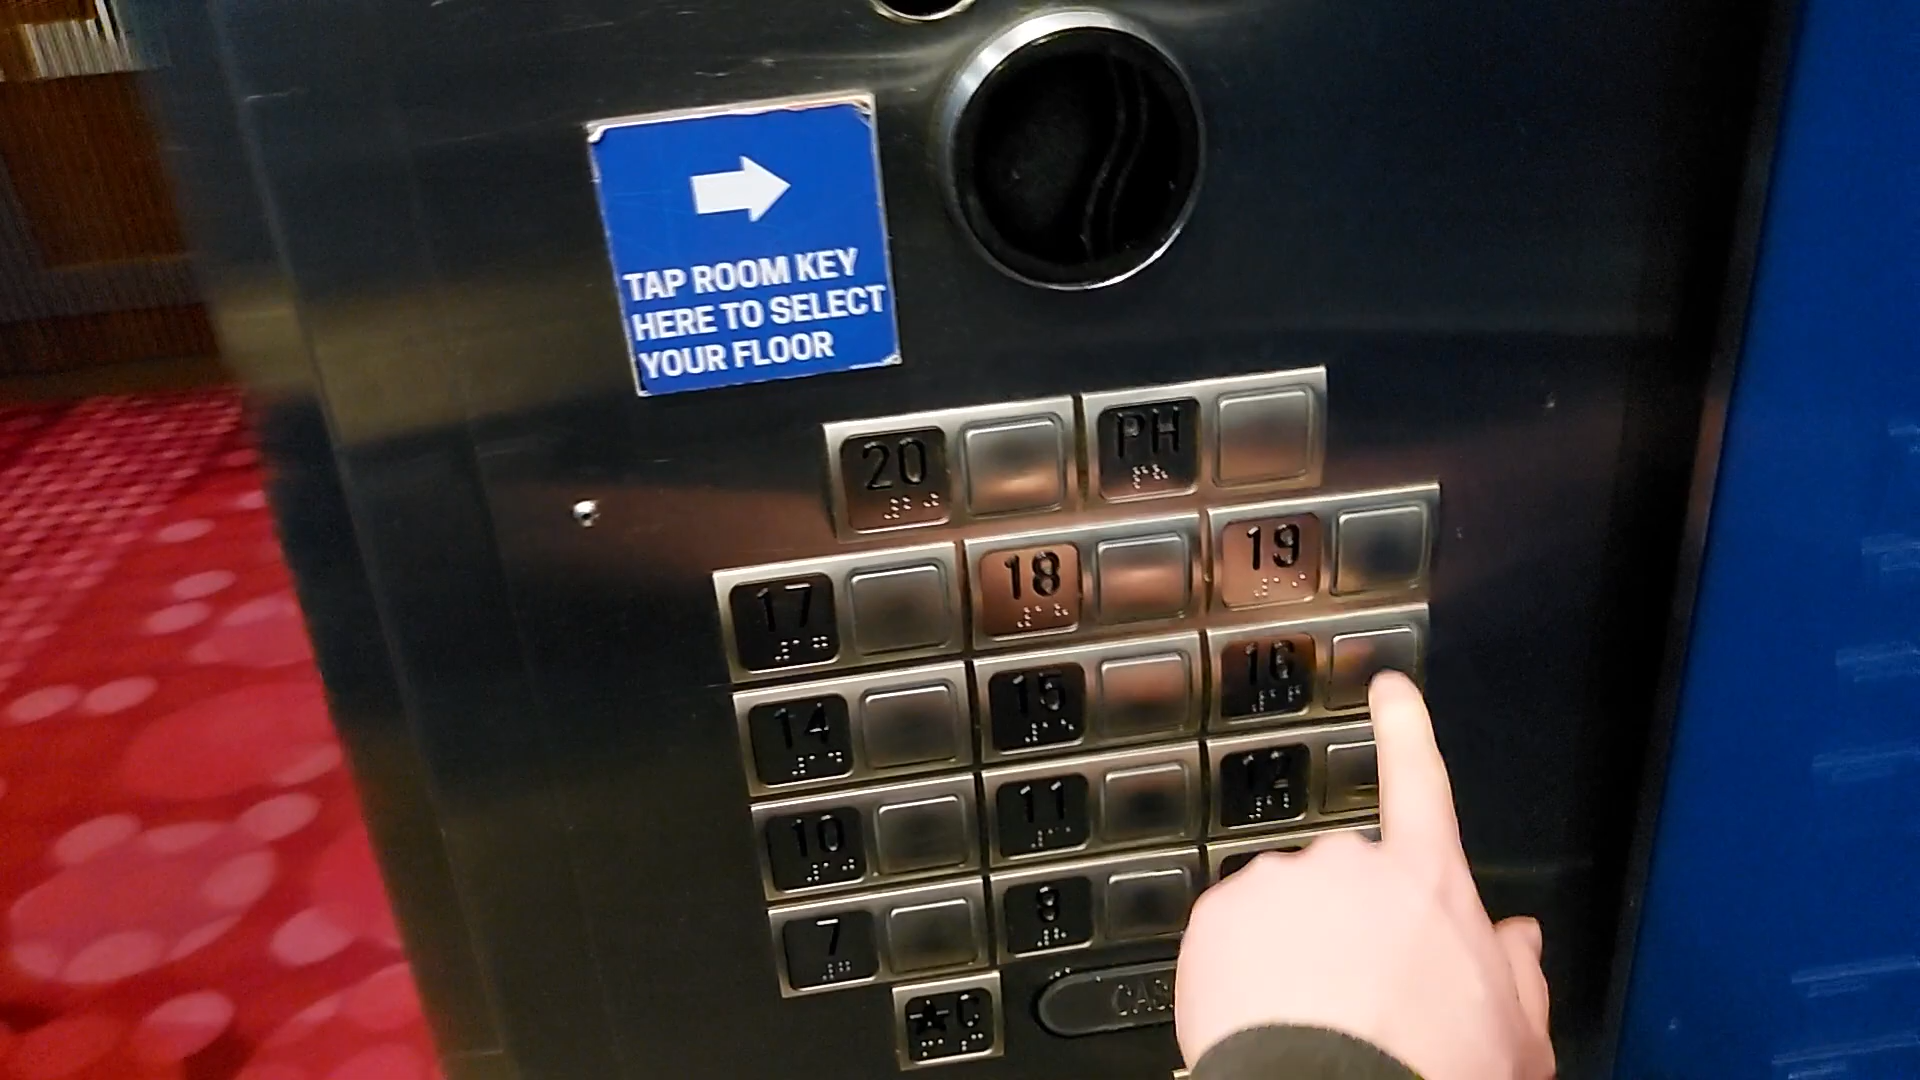 TAP ROOM KEY
HERE TO SELECT
YOUR FLOOR
20 PH
17 18 19
14 15 16
10 11 12
7
★C